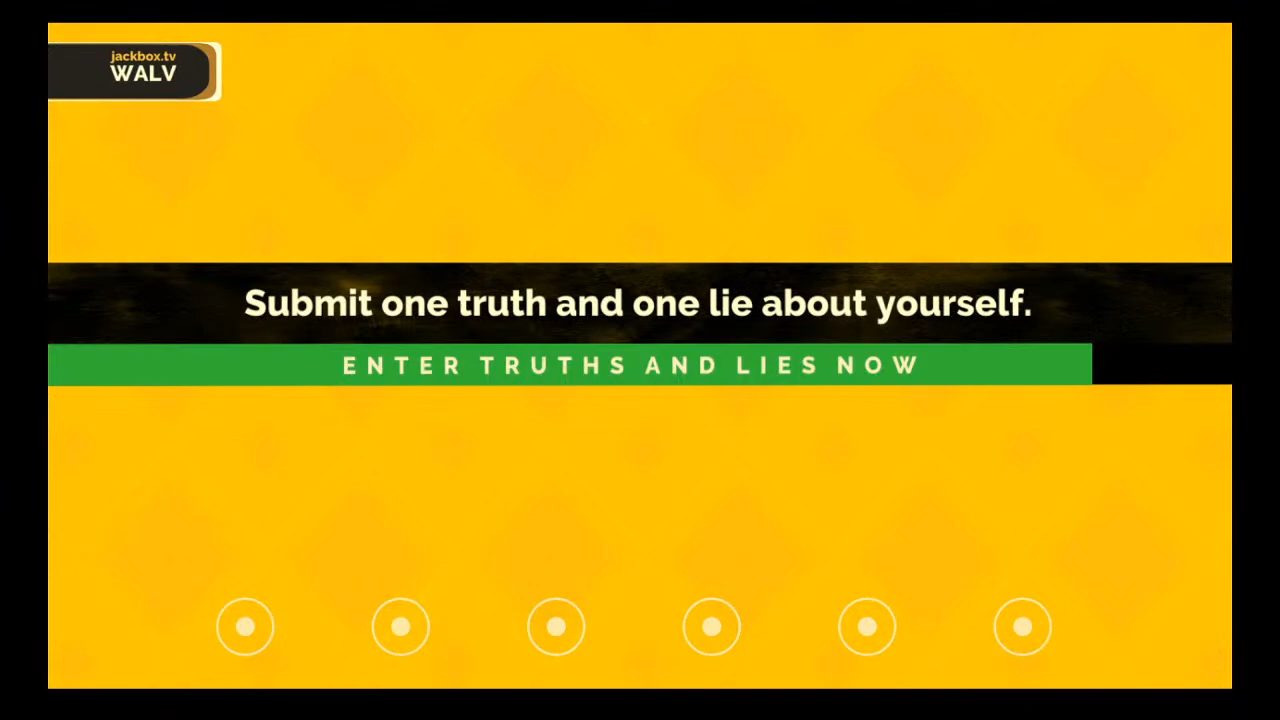 jackbox.tv
WALV
Submit one truth and one lie about yourself.
ENTER TRUTHS AND LIES NOW